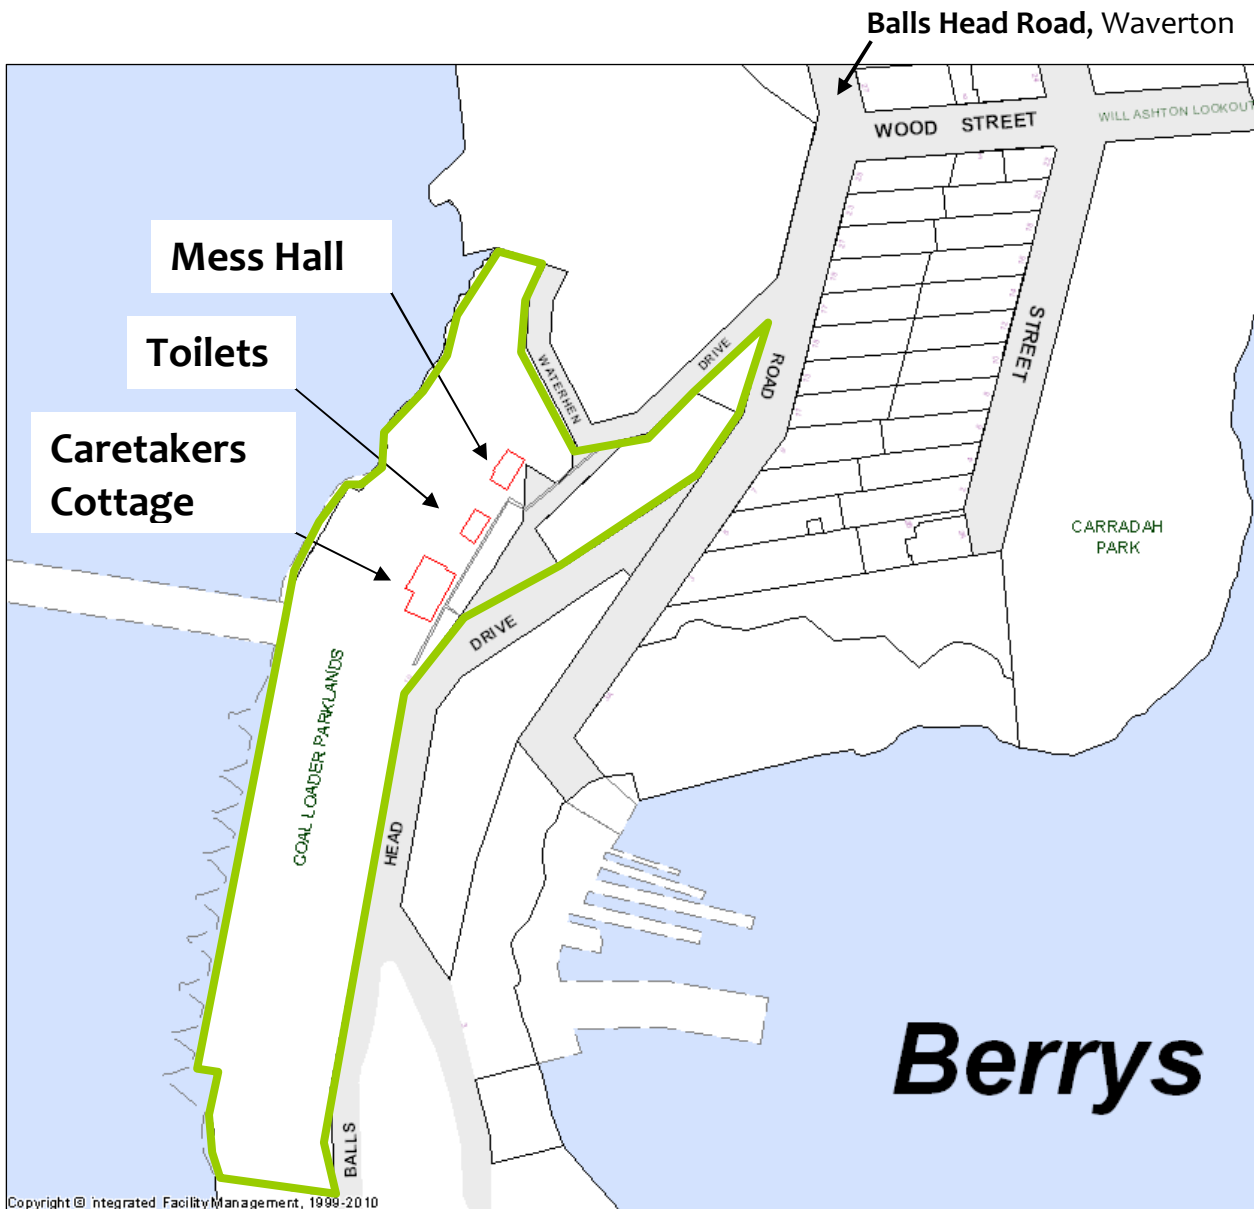 Balls Head Road, Waverton
WOOD STREET
WILL ASHTON LOOKOUT
Mess Hall
Toilets
Caretakers
Cottage
DRIVE
ROAD
STREET
WATERHEN
CARRADAH
PARK
DRIVE
COAL LOADER PARKLANDS
HEAD
BALLS
Berrys
Copyright © Integrated Facility Management, 1999-2010